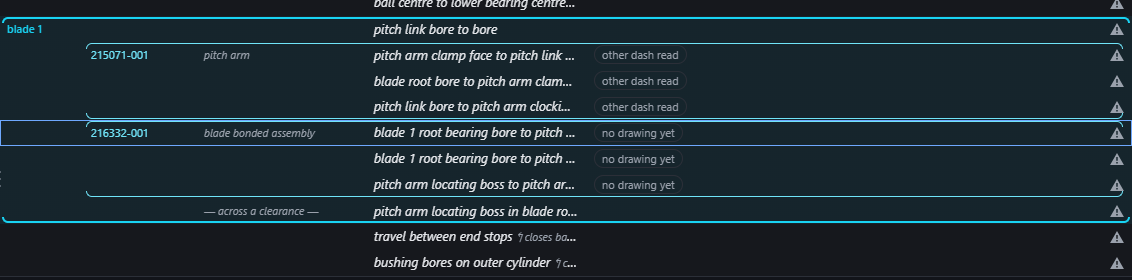 ball centre to lower bearing centre...
blade 1 pitch link bore to bore
215071-001 pitch arm pitch arm clamp face to pitch link ... other dash read
blade root bore to pitch arm clam... other dash read
pitch link bore to pitch arm clocki... other dash read
216332-001 blade bonded assembly blade 1 root bearing bore to pitch ... no drawing yet
blade 1 root bearing bore to pitch ... no drawing yet
pitch arm locating boss to pitch ar... no drawing yet
— across a clearance — pitch arm locating boss in blade ro...
travel between end stops ↰ closes ba...
bushing bores on outer cylinder ↰ c...